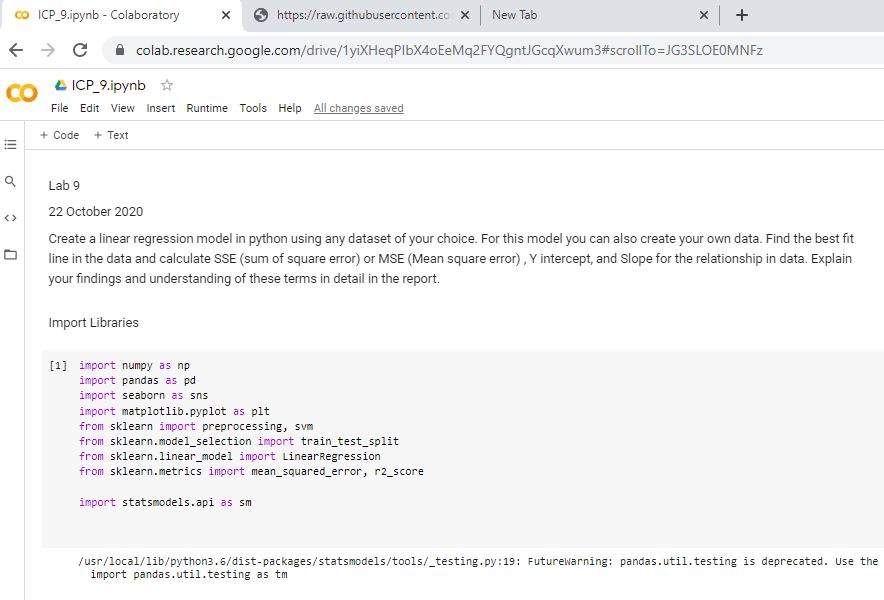 ICP_9.ipynb - Colaboratory
https://raw.githubusercontent.co
New Tab
colab.research.google.com/drive/1yiXHeqPIbX4oEeMq2FYQgntJGcqXwum3#scrollTo=JG3SLOE0MNFz
ICP_9.ipynb
File Edit View Insert Runtime Tools Help All changes saved
+ Code + Text
Lab 9
22 October 2020
Create a linear regression model in python using any dataset of your choice. For this model you can also create your own data. Find the best fit
line in the data and calculate SSE (sum of square error) or MSE (Mean square error) , Y intercept, and Slope for the relationship in data. Explain
your findings and understanding of these terms in detail in the report.
Import Libraries
[1] import numpy as np
import pandas as pd
import seaborn as sns
import matplotlib.pyplot as plt
from sklearn import preprocessing, svm
from sklearn.model_selection import train_test_split
from sklearn.linear_model import LinearRegression
from sklearn.metrics import mean_squared_error, r2_score
import statsmodels.api as sm
/usr/local/lib/python3.6/dist-packages/statsmodels/tools/_testing.py:19: FutureWarning: pandas.util.testing is deprecated. Use the
import pandas.util.testing as tm